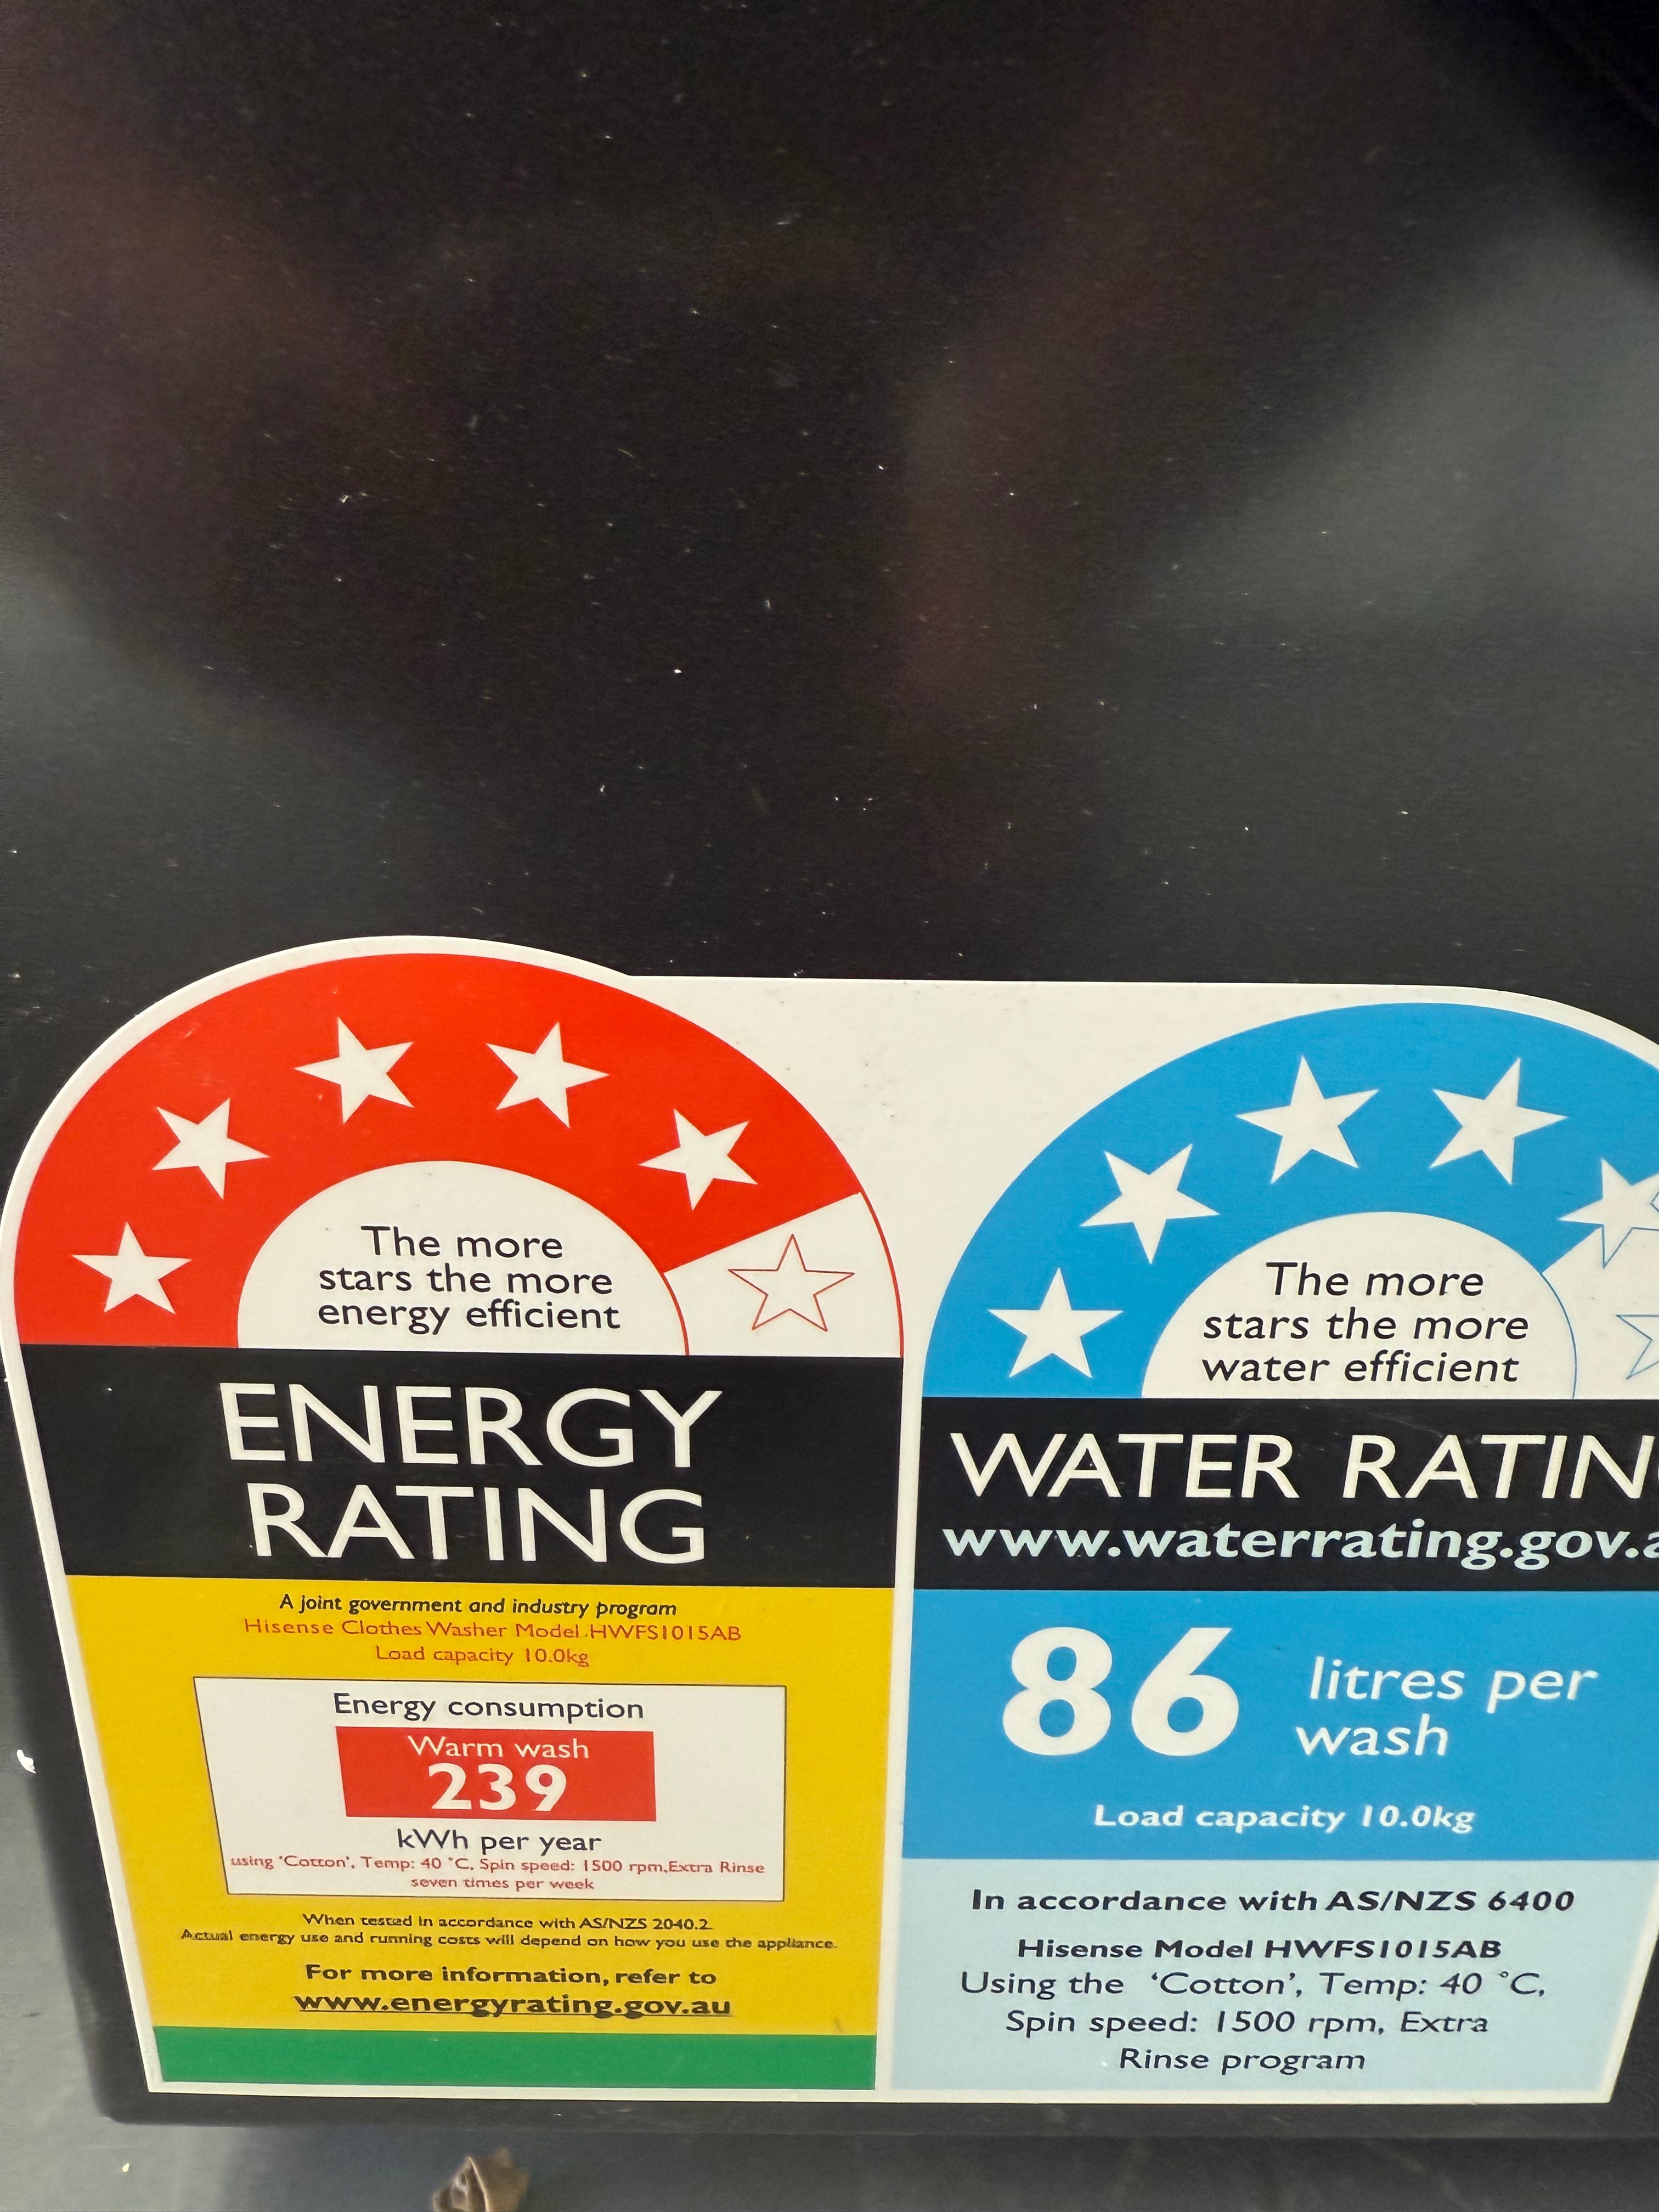 The more
stars the more
energy efficient
ENERGY
RATING
A joint government and industry program
Hisense Clothes Washer Model HWFS1015AB
Load capacity 10.0kg
Energy consumption
Warm wash
239
kWh per year
using 'Cotton', Temp: 40 °C, Spin speed: 1500 rpm,Extra Rinse
seven times per week
When tested in accordance with AS/NZS 2040.2.
Actual energy use and running costs will depend on how you use the appliance.
For more information, refer to
www.energyrating.gov.au
The more
stars the more
water efficient
WATER RATIN
www.waterrating.gov.a
86 litres per
wash
Load capacity 10.0kg
In accordance with AS/NZS 6400
Hisense Model HWFS1015AB
Using the 'Cotton', Temp: 40 °C,
Spin speed: 1500 rpm, Extra
Rinse program